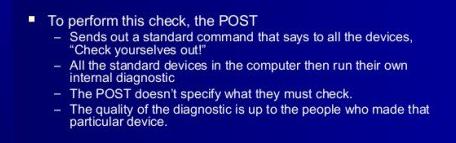 ▪ To perform this check, the POST
– Sends out a standard command that says to all the devices,
“Check yourselves out!”
– All the standard devices in the computer then run their own
internal diagnostic
– The POST doesn’t specify what they must check.
– The quality of the diagnostic is up to the people who made that
particular device.